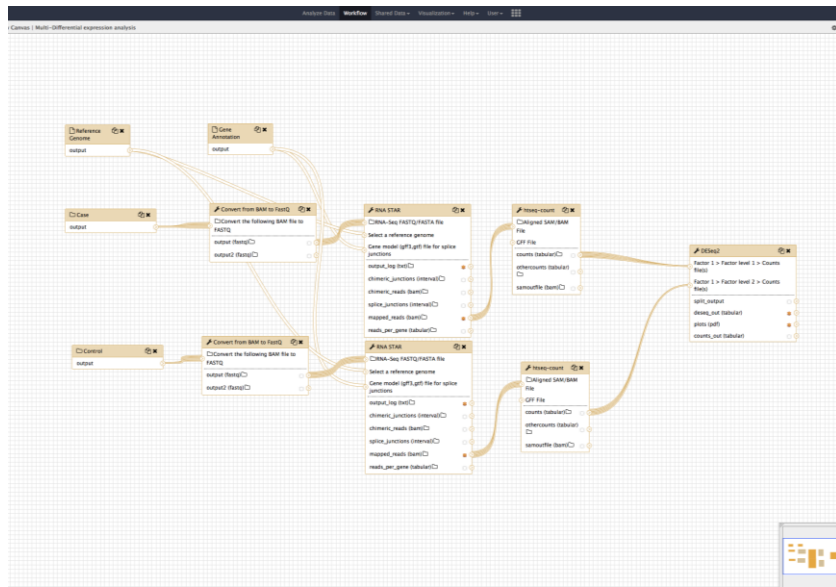 Analyze Data Workflow Shared Data Visualization Help User
Canvas | Multi-Differential expression analysis
Reference
Genome
output
Gene
Annotation
output
Case
output
Convert from BAM to FastQ
Convert the following BAM file to
FASTQ
output (fastq)
output2 (fastq)
RNA STAR
RNA-Seq FASTQ/FASTA file
Select a reference genome
Gene model (gff3,gtf) file for splice
junctions
output_log (txt)
chimeric_junctions (interval)
chimeric_reads (bam)
splice_junctions (interval)
mapped_reads (bam)
reads_per_gene (tabular)
htseq-count
Aligned SAM/BAM
File
GFF File
counts (tabular)
othercounts (tabular)
samoutfile (bam)
DESeq2
Factor 1 > Factor level 1 > Counts
file(s)
Factor 1 > Factor level 2 > Counts
file(s)
split_output
deseq_out (tabular)
plots (pdf)
counts_out (tabular)
Control
output
Convert from BAM to FastQ
Convert the following BAM file to
FASTQ
output (fastq)
output2 (fastq)
RNA STAR
RNA-Seq FASTQ/FASTA file
Select a reference genome
Gene model (gff3,gtf) file for splice
junctions
output_log (txt)
chimeric_junctions (interval)
chimeric_reads (bam)
splice_junctions (interval)
mapped_reads (bam)
reads_per_gene (tabular)
htseq-count
Aligned SAM/BAM
File
GFF File
counts (tabular)
othercounts (tabular)
samoutfile (bam)